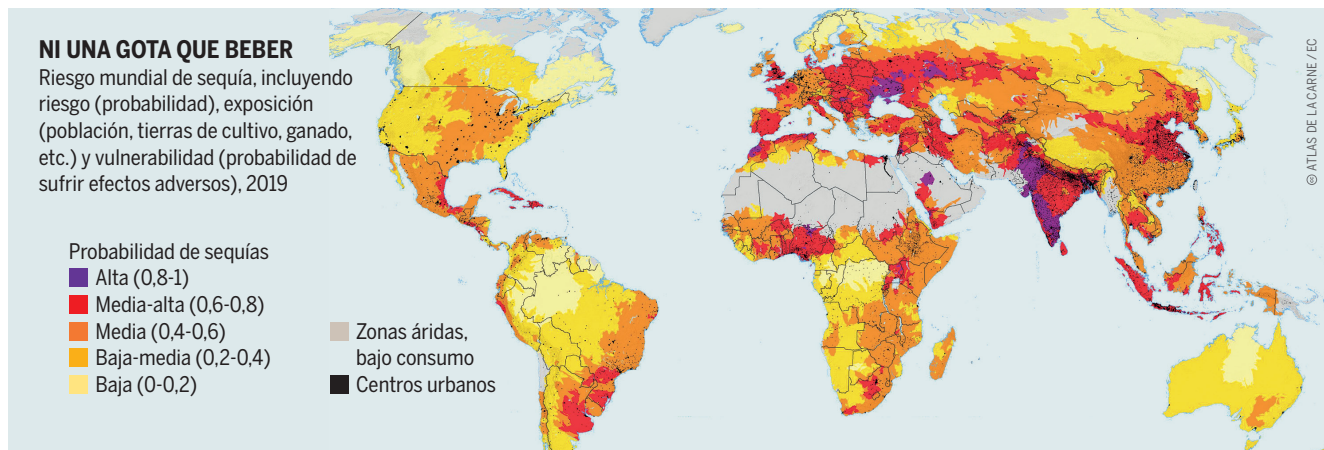 NI UNA GOTA QUE BEBER
Riesgo mundial de sequía, incluyendo
riesgo (probabilidad), exposición
(población, tierras de cultivo, ganado,
etc.) y vulnerabilidad (probabilidad de
sufrir efectos adversos), 2019
Probabilidad de sequías
Alta (0,8-1)
Media-alta (0,6-0,8)
Media (0,4-0,6)
Baja-media (0,2-0,4)
Baja (0-0,2)
Zonas áridas,
bajo consumo
Centros urbanos
© ATLAS DE LA CARNE / EC